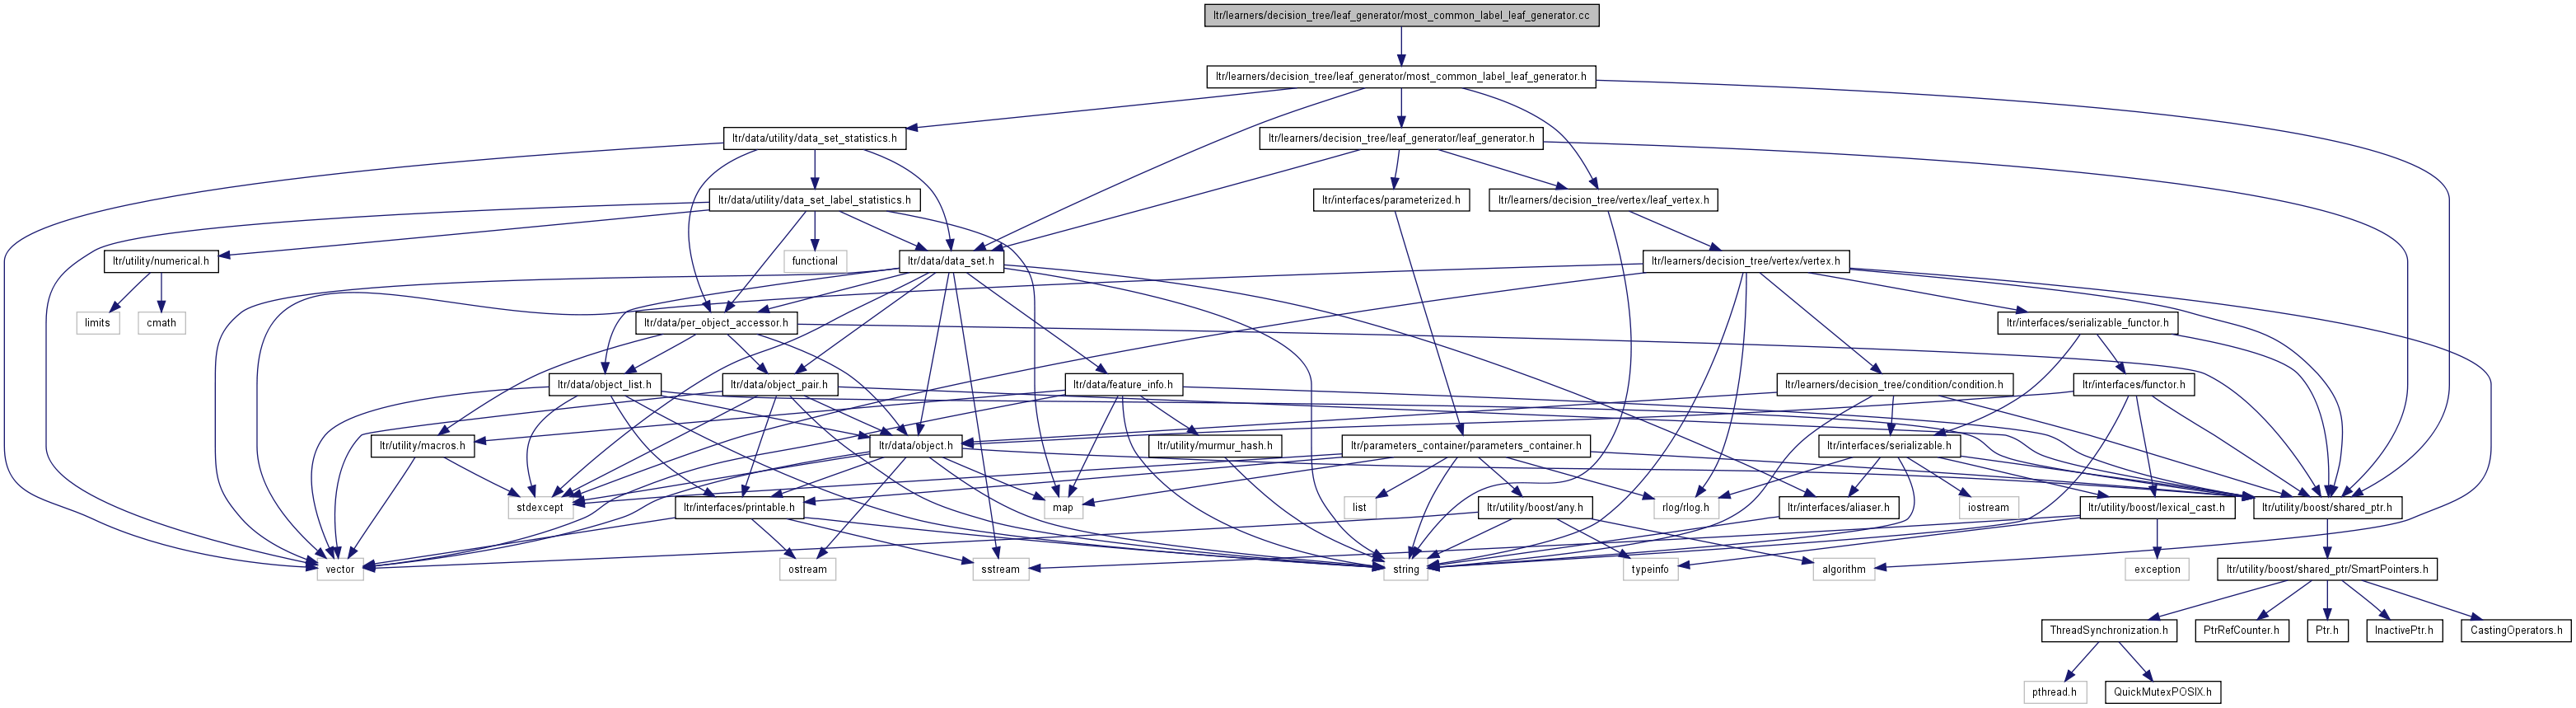 ltr/learners/decision_tree/leaf_generator/most_common_label_leaf_generator.cc
ltr/learners/decision_tree/leaf_generator/most_common_label_leaf_generator.h
ltr/data/utility/data_set_statistics.h
ltr/learners/decision_tree/leaf_generator/leaf_generator.h
ltr/data/utility/data_set_label_statistics.h
ltr/interfaces/parameterized.h
ltr/learners/decision_tree/vertex/leaf_vertex.h
ltr/utility/numerical.h
functional
ltr/data/data_set.h
ltr/learners/decision_tree/vertex/vertex.h
limits
cmath
ltr/data/per_object_accessor.h
ltr/interfaces/serializable_functor.h
ltr/data/object_list.h
ltr/data/object_pair.h
ltr/data/feature_info.h
ltr/learners/decision_tree/condition/condition.h
ltr/interfaces/functor.h
ltr/utility/macros.h
ltr/data/object.h
ltr/utility/murmur_hash.h
ltr/parameters_container/parameters_container.h
ltr/interfaces/serializable.h
stdexcept
ltr/interfaces/printable.h
map
list
ltr/utility/boost/any.h
rlog/rlog.h
ltr/interfaces/aliaser.h
iostream
ltr/utility/boost/lexical_cast.h
ltr/utility/boost/shared_ptr.h
vector
ostream
sstream
string
typeinfo
algorithm
exception
ltr/utility/boost/shared_ptr/SmartPointers.h
ThreadSynchronization.h
PtrRefCounter.h
Ptr.h
InactivePtr.h
CastingOperators.h
pthread.h
QuickMutexPOSIX.h